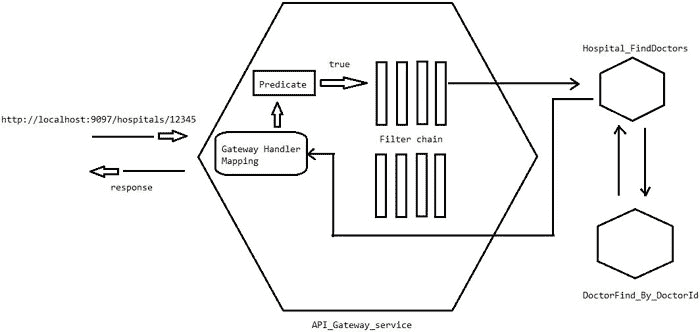 Hospital_FindDoctors
true
Predicate
http://localhost:9097/hospitals/12345
Filter chain
Gateway Handler
Mapping
response
DoctorFind_By_DoctorId
API_Gateway_service